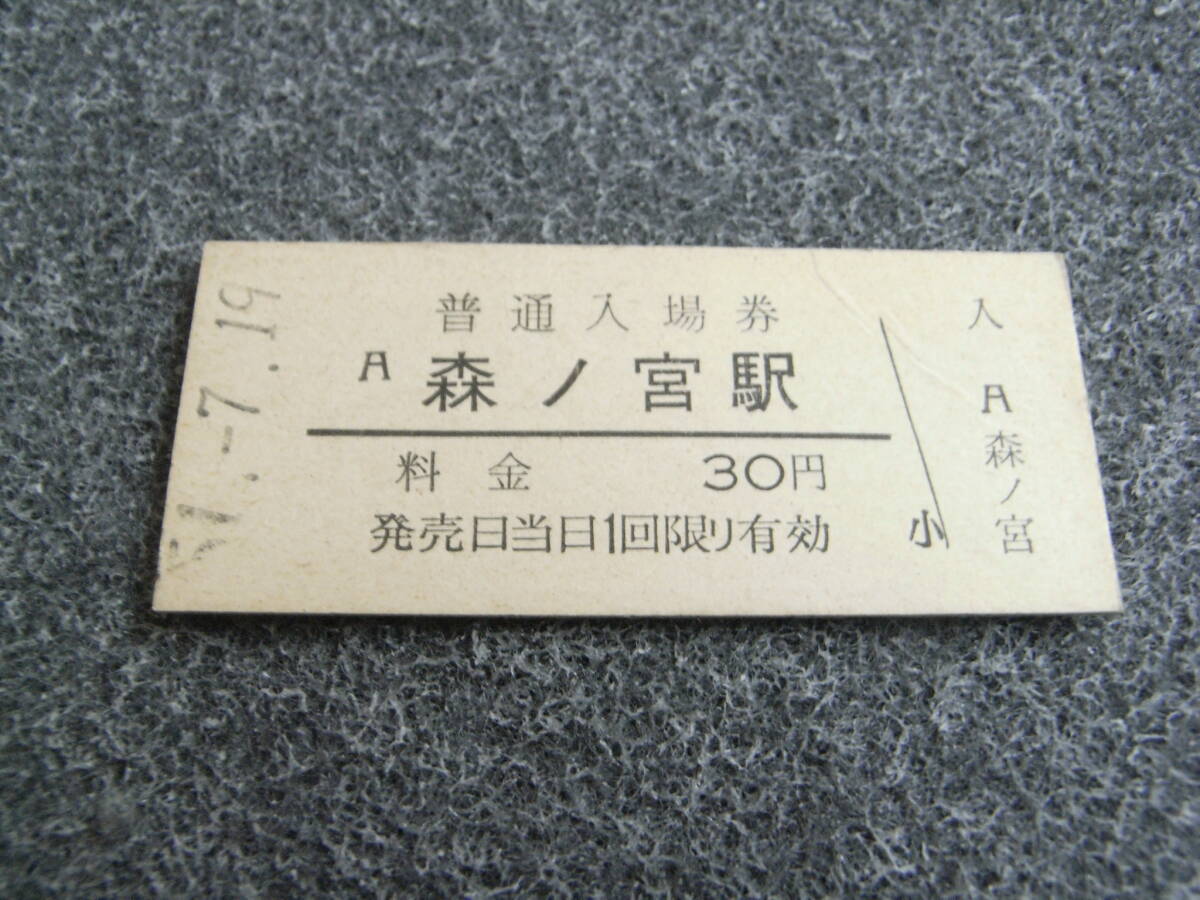 普通入場券
A 森ノ宮駅
料金 30円
発売日当日1回限り有効
小
入
A
森ノ宮
1.-7.19